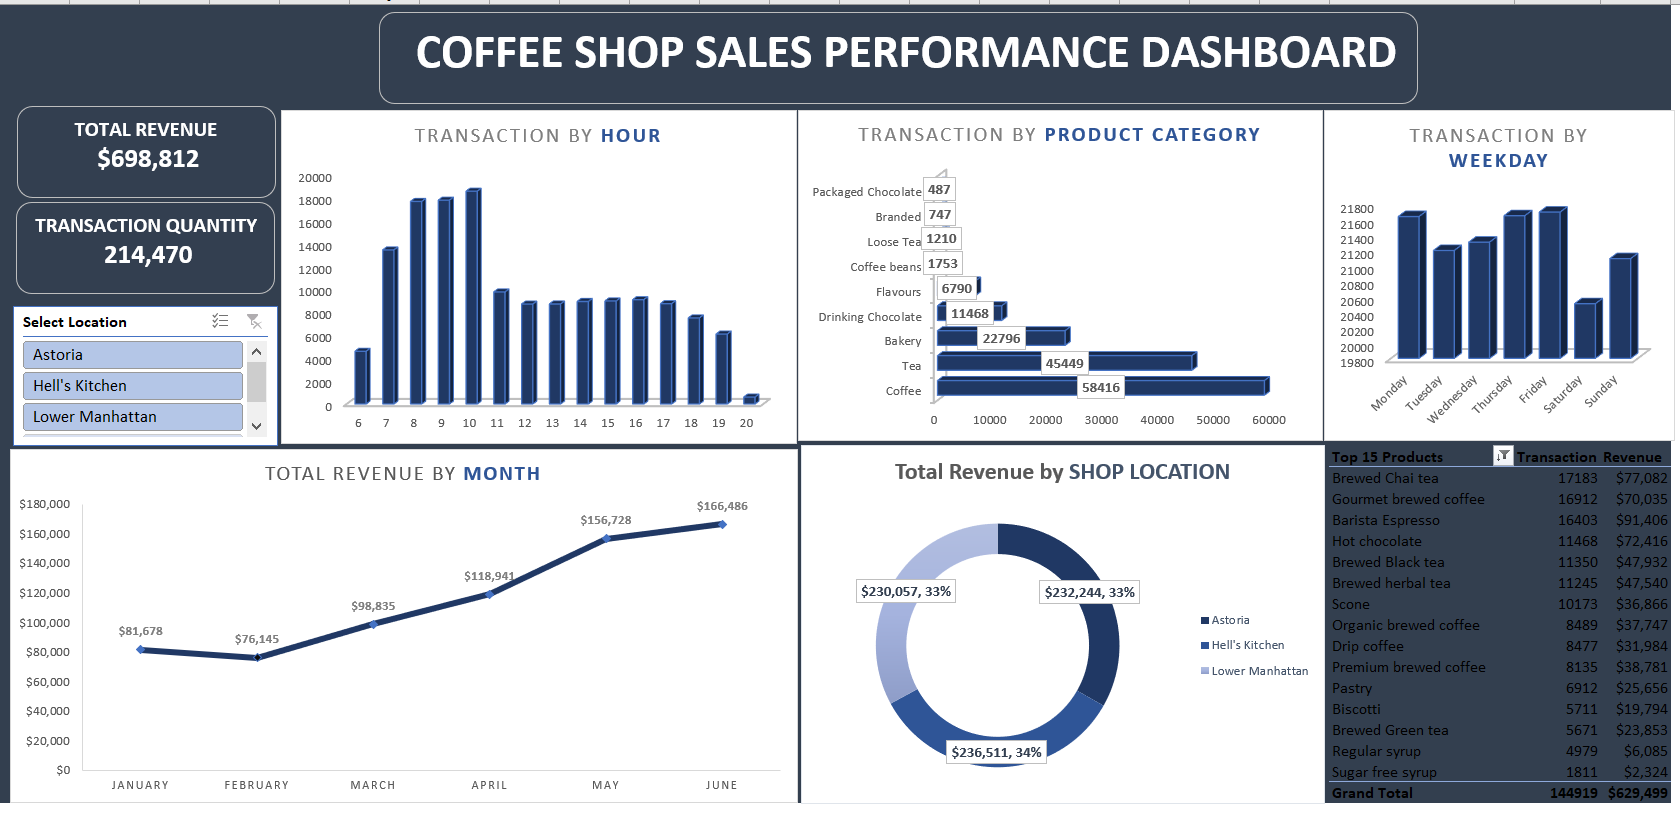 COFFEE SHOP SALES PERFORMANCE DASHBOARD
TOTAL REVENUE
$698,812
TRANSACTION QUANTITY
214,470
Select Location
Astoria
Hell's Kitchen
Lower Manhattan
TRANSACTION BY HOUR
20000
18000
16000
14000
12000
10000
8000
6000
4000
2000
0
6 7 8 9 10 11 12 13 14 15 16 17 18 19 20
TRANSACTION BY PRODUCT CATEGORY
Packaged Chocolate 487
Branded 747
Loose Tea 1210
Coffee beans 1753
Flavours 6790
Drinking Chocolate 11468
Bakery 22796
Tea 45449
Coffee 58416
0 10000 20000 30000 40000 50000 60000
TRANSACTION BY
WEEKDAY
21800
21600
21400
21200
21000
20800
20600
20400
20200
20000
19800
Monday Tuesday Wednesday Thursday Friday Saturday Sunday
TOTAL REVENUE BY MONTH
$180,000
$160,000
$140,000
$120,000
$100,000
$80,000
$60,000
$40,000
$20,000
$0
$81,678
$76,145
$98,835
$118,941
$156,728
$166,486
JANUARY FEBRUARY MARCH APRIL MAY JUNE
Total Revenue by SHOP LOCATION
$230,057, 33%
$232,244, 33%
$236,511, 34%
Astoria
Hell's Kitchen
Lower Manhattan
Top 15 Products Transaction Revenue
Brewed Chai tea 17183 $77,082
Gourmet brewed coffee 16912 $70,035
Barista Espresso 16403 $91,406
Hot chocolate 11468 $72,416
Brewed Black tea 11350 $47,932
Brewed herbal tea 11245 $47,540
Scone 10173 $36,866
Organic brewed coffee 8489 $37,747
Drip coffee 8477 $31,984
Premium brewed coffee 8135 $38,781
Pastry 6912 $25,656
Biscotti 5711 $19,794
Brewed Green tea 5671 $23,853
Regular syrup 4979 $6,085
Sugar free syrup 1811 $2,324
Grand Total 144919 $629,499